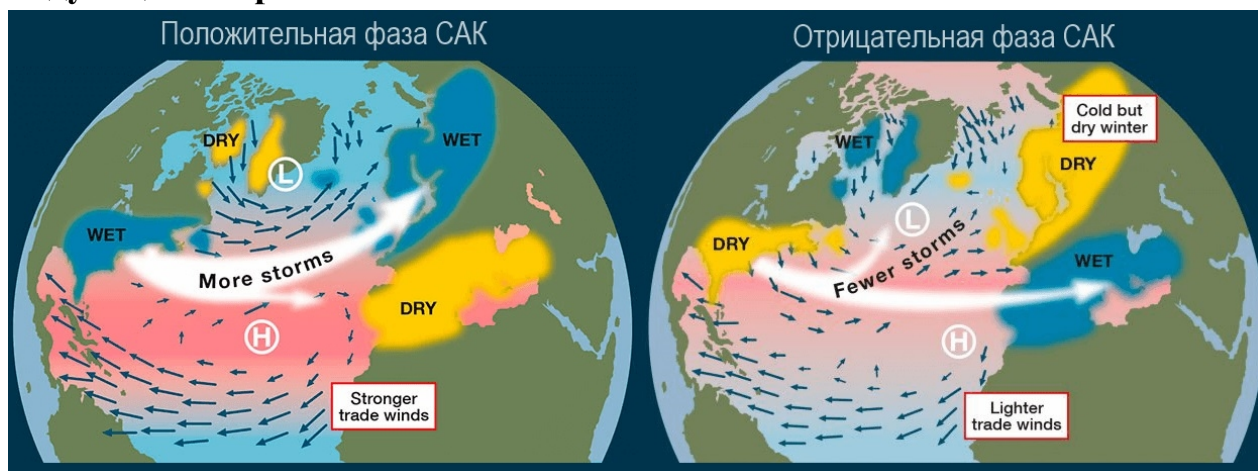 Положительная фаза САК
DRY
L
WET
WET
More storms
DRY
H
Stronger
trade winds
Отрицательная фаза САК
Cold but
dry winter
WET
DRY
L
DRY
Fewer storms
WET
H
Lighter
trade winds